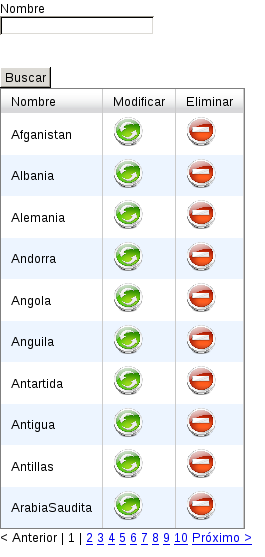 Nombre
Buscar
Nombre Modificar Eliminar
Afganistan
Albania
Alemania
Andorra
Angola
Anguila
Antartida
Antigua
Antillas
ArabiaSaudita
< Anterior | 1 | 2 3 4 5 6 7 8 9 10 Próximo >